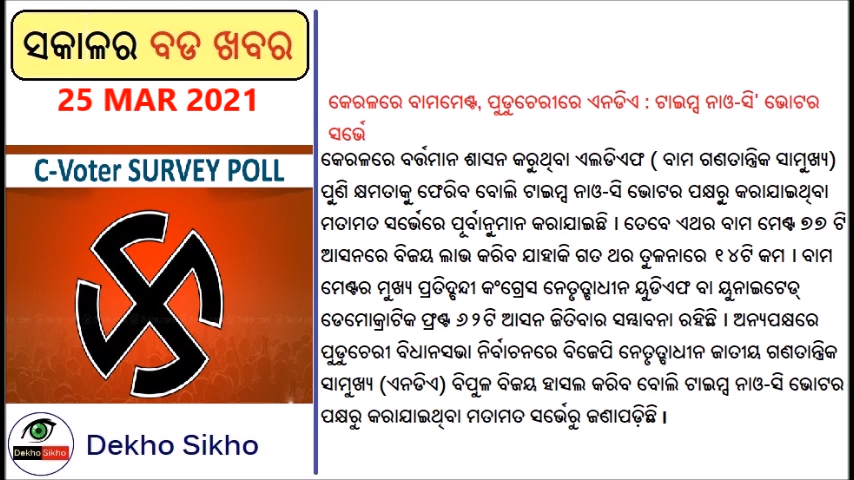 ସକାଳର ବଡ ଖବର
25 MAR 2021
C-Voter SURVEY POLL
Dekho Sikho
Dekho Sikho
କେରଳରେ ବାମମେଣ୍ଟ, ପୁଡୁଚେରୀରେ ଏନଡିଏ : ଟାଇମ୍ସ ନାଓ-ସି' ଭୋଟର
ସର୍ଭେ
କେରଳରେ ବର୍ତ୍ତମାନ ଶାସନ କରୁଥିବା ଏଲଡିଏଫ ( ବାମ ଗଣତାନ୍ତ୍ରିକ ସାମୁଖ୍ୟ)
ପୁଣି କ୍ଷମତାକୁ ଫେରିବ ବୋଲି ଟାଇମ୍ସ ନାଓ-ସି ଭୋଟର ପକ୍ଷରୁ କରାଯାଇଥିବା
ମତାମତ ସର୍ଭେରେ ପୂର୍ବାନୁମାନ କରାଯାଇଛି । ତେବେ ଏଥର ବାମ ମେଣ୍ଟ ୭୭ ଟି
ଆସନରେ ବିଜୟ ଲାଭ କରିବ ଯାହାକି ଗତ ଥର ତୁଳନାରେ ୧୪ଟି କମ । ବାମ
ମେଣ୍ଟର ମୁଖ୍ୟ ପ୍ରତିଦ୍ବନ୍ଦୀ କଂଗ୍ରେସ ନେତୃତ୍ବାଧୀନ ୟୁଡିଏଫ ବା ୟୁନାଇଟେଡ୍
ଡେମୋକ୍ରାଟିକ ଫ୍ରଣ୍ଟ ୬୨ଟି ଆସନ ଜିତିବାର ସମ୍ଭାବନା ରହିଛି । ଅନ୍ୟପକ୍ଷରେ
ପୁଡୁଚେରୀ ବିଧାନସଭା ନିର୍ବାଚନରେ ବିଜେପି ନେତୃତ୍ବାଧୀନ ଜାତୀୟ ଗଣତାନ୍ତ୍ରିକ
ସାମୁଖ୍ୟ (ଏନଡିଏ) ବିପୁଳ ବିଜୟ ହାସଲ କରିବ ବୋଲି ଟାଇମ୍ସ ନାଓ-ସି ଭୋଟର
ପକ୍ଷରୁ କରାଯାଇଥିବା ମତାମତ ସର୍ଭେରୁ ଜଣାପଡ଼ିଛି ।